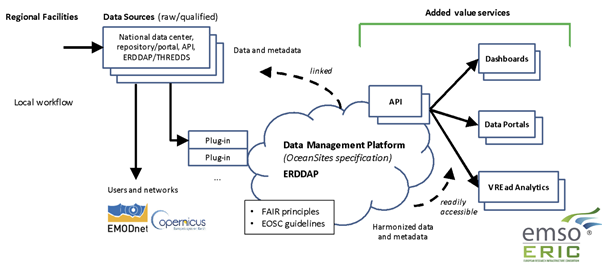 Regional Facilities
Data Sources (raw/qualified)
Added value services
National data center,
repository/portal, API,
ERDDAP/THREDDS
Data and metadata
linked
Local workflow
API
Dashboards
Data Portals
VREad Analytics
Plug-in
Plug-in
...
Data Management Platform
(OceanSites specification)
ERDDAP
Users and networks
EMODnet
Copernicus
• FAIR principles
• EOSC guidelines
Harmonized data
and metadata
readily
accessible
emso
ERIC